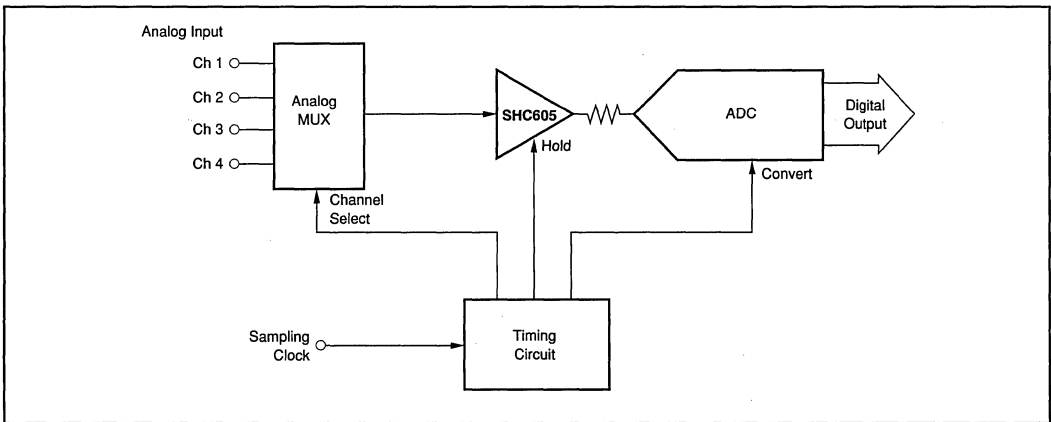 Analog Input
Ch 1
Ch 2
Ch 3
Ch 4
Analog
MUX
Channel
Select
SHC605
Hold
ADC
Convert
Digital
Output
Sampling
Clock
Timing
Circuit